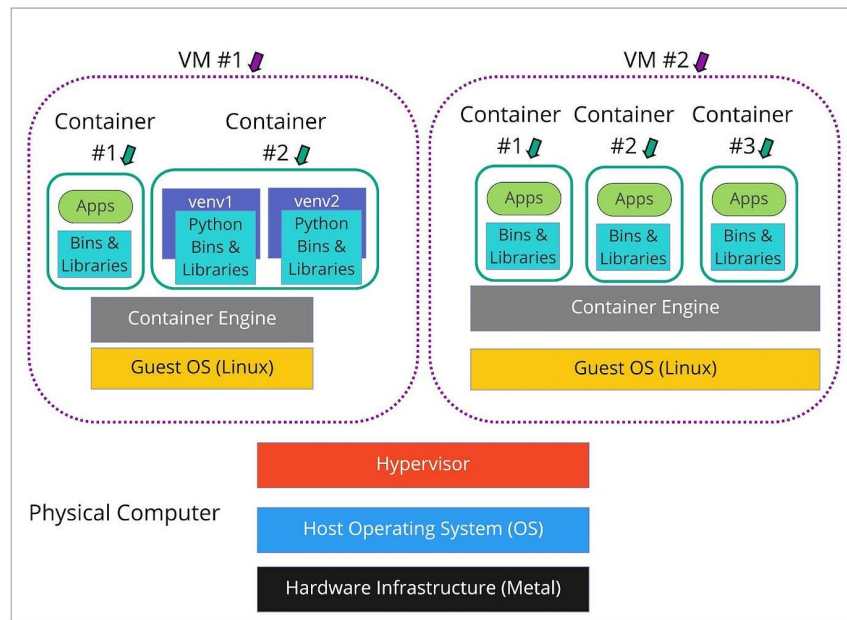 VM #1
VM #2
Container
#1
Container
#2
Container
#1
Container
#2
Container
#3
Apps
Bins &
Libraries
venv1
Python
Bins &
Libraries
venv2
Python
Bins &
Libraries
Apps
Bins &
Libraries
Apps
Bins &
Libraries
Apps
Bins &
Libraries
Container Engine
Guest OS (Linux)
Container Engine
Guest OS (Linux)
Hypervisor
Physical Computer
Host Operating System (OS)
Hardware Infrastructure (Metal)